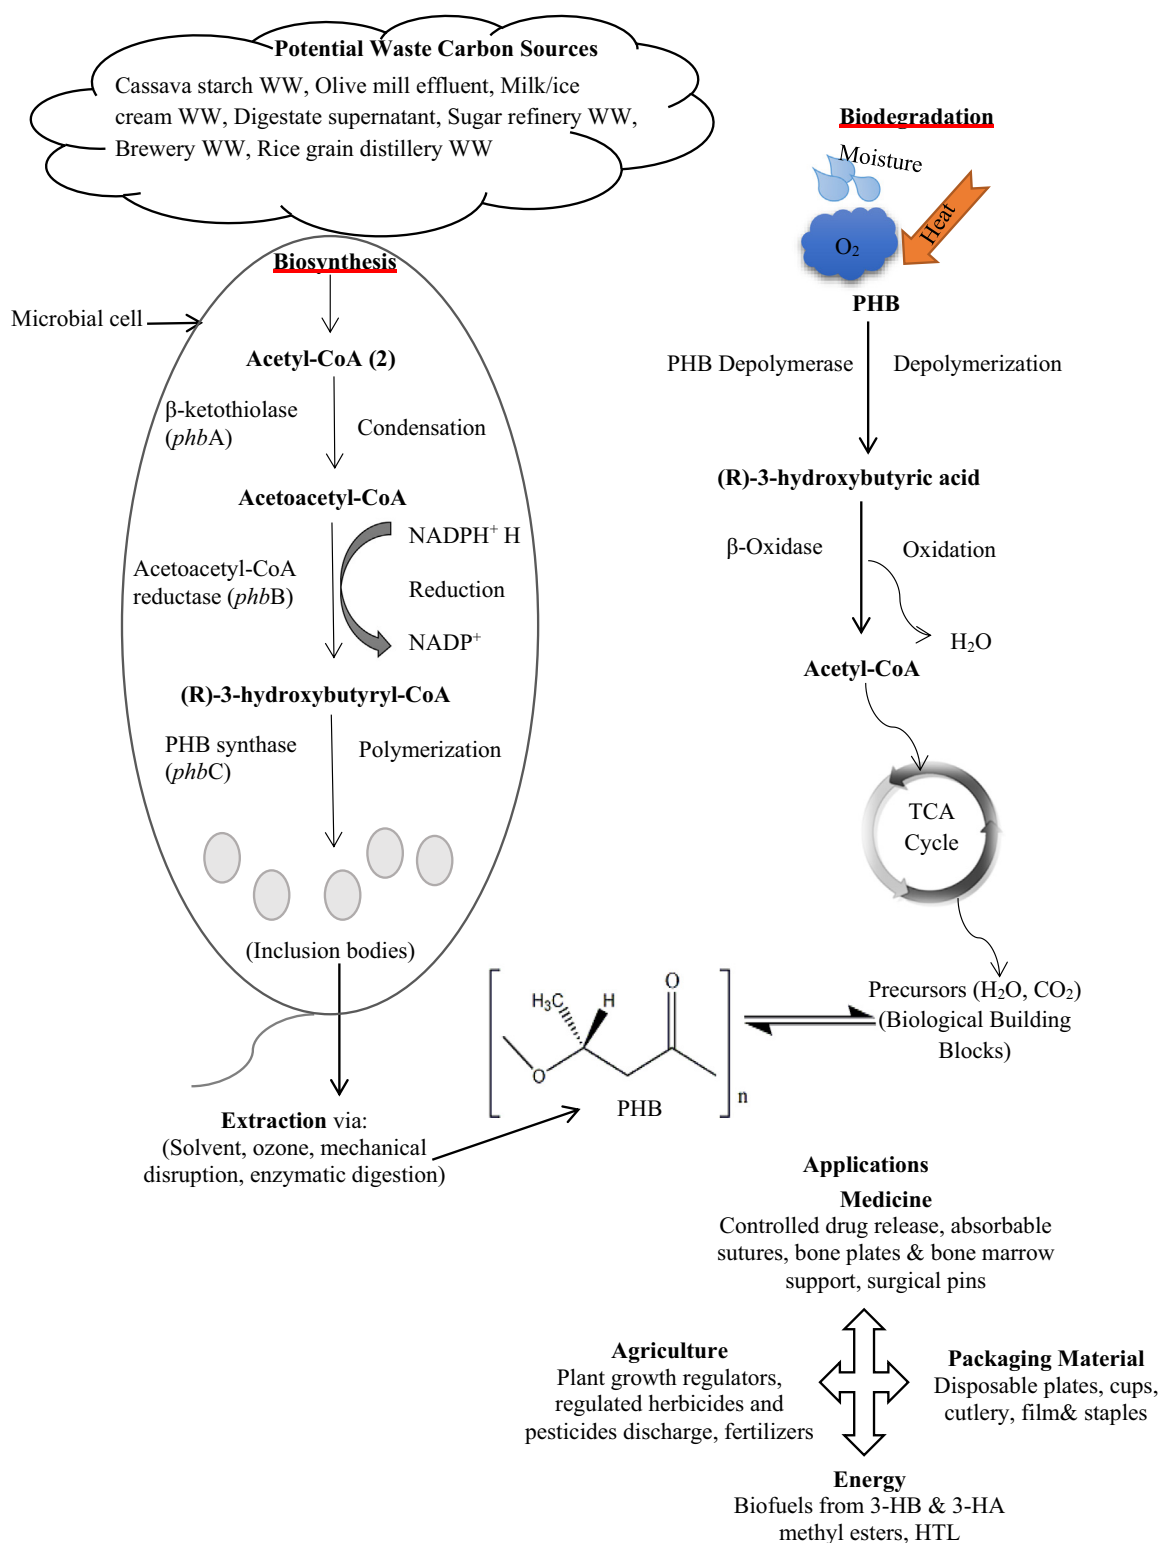 Potential Waste Carbon Sources
Cassava starch WW, Olive mill effluent, Milk/ice
cream WW, Digestate supernatant, Sugar refinery WW,
Brewery WW, Rice grain distillery WW
Biosynthesis
Microbial cell
Acetyl-CoA (2)
β-ketothiolase
(phbA)
Condensation
Acetoacetyl-CoA
NADPH⁺ H
Acetoacetyl-CoA
reductase (phbB)
Reduction
NADP⁺
(R)-3-hydroxybutyryl-CoA
PHB synthase
(phbC)
Polymerization
(Inclusion bodies)
Extraction via:
(Solvent, ozone, mechanical
disruption, enzymatic digestion)
Biodegradation
Moisture
Heat
O₂
PHB
PHB Depolymerase
Depolymerization
(R)-3-hydroxybutyric acid
β-Oxidase
Oxidation
H₂O
Acetyl-CoA
TCA
Cycle
Precursors (H₂O, CO₂)
(Biological Building
Blocks)
O
H₃C
H
O
n
PHB
Applications
Medicine
Controlled drug release, absorbable
sutures, bone plates & bone marrow
support, surgical pins
Agriculture
Plant growth regulators,
regulated herbicides and
pesticides discharge, fertilizers
Packaging Material
Disposable plates, cups,
cutlery, film& staples
Energy
Biofuels from 3-HB & 3-HA
methyl esters, HTL